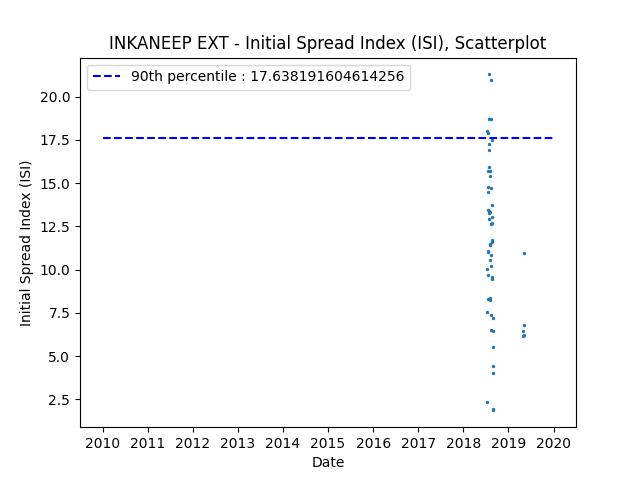 INKANEEP EXT - Initial Spread Index (ISI), Scatterplot
90th percentile : 17.638191604614256
20.0
17.5
15.0
12.5
10.0
7.5
5.0
2.5
Initial Spread Index (ISI)
2010 2011 2012 2013 2014 2015 2016 2017 2018 2019 2020
Date